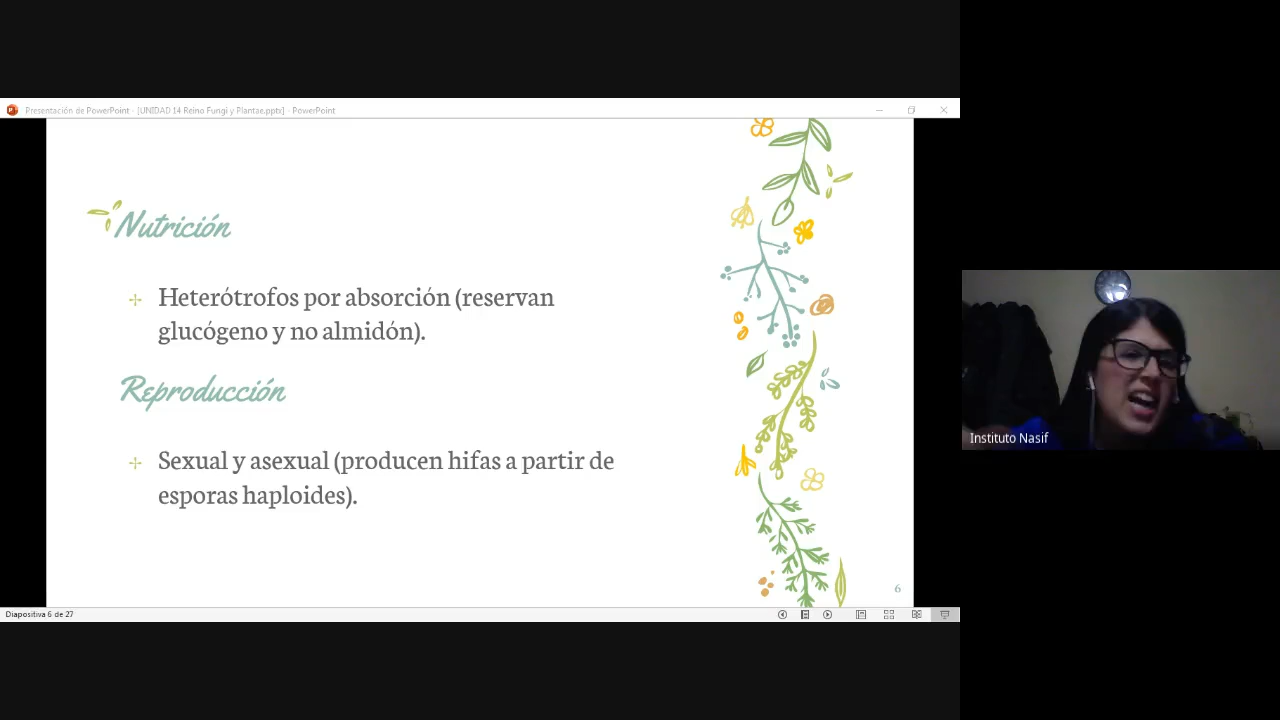 Presentación de PowerPoint - [UNIDAD 14 Reino Fungi y Plantae.pptx] - PowerPoint
Nutrición
Heterótrofos por absorción (reservan
glucógeno y no almidón).
Reproducción
Sexual y asexual (producen hifas a partir de
esporas haploides).
6
Diapositiva 6 de 27
Instituto Nasif